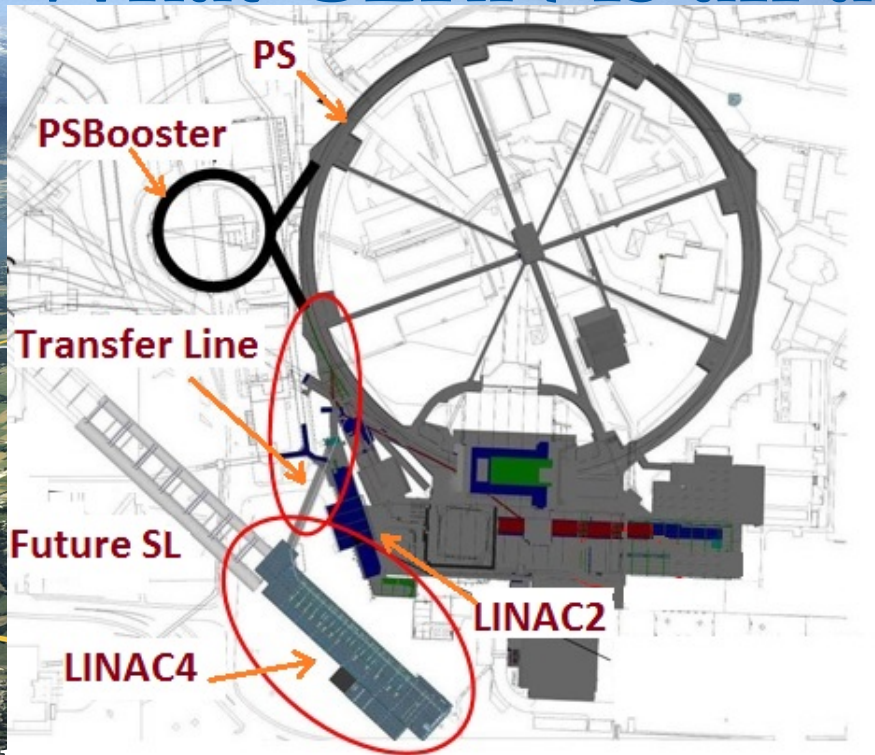 PS
PSBooster
Transfer Line
Future SL
LINAC2
LINAC4